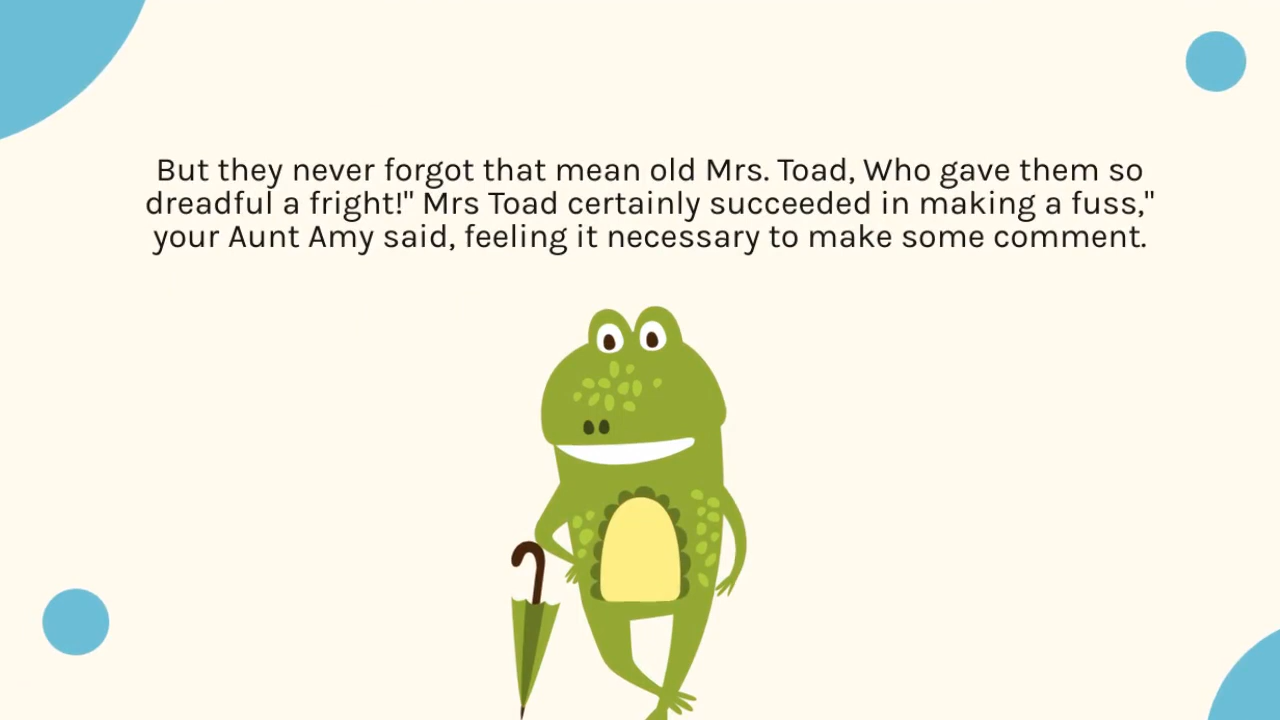 But they never forgot that mean old Mrs. Toad, Who gave them so
dreadful a fright!" Mrs Toad certainly succeeded in making a fuss,"
your Aunt Amy said, feeling it necessary to make some comment.